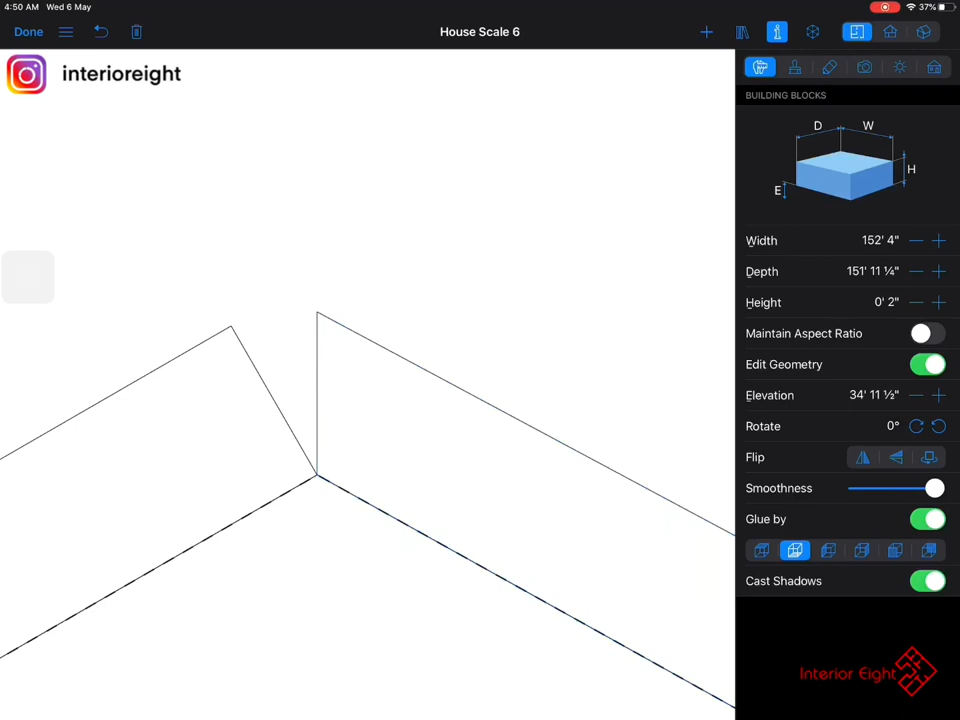 4:50 AM Wed 6 May
37%
Done
House Scale 6
interioreight
BUILDING BLOCKS
D W
H
E
Width 152' 4"
Depth 151' 11 ¼"
Height 0' 2"
Maintain Aspect Ratio
Edit Geometry
Elevation 34' 11 ½"
Rotate 0°
Flip
Smoothness
Glue by
Cast Shadows
Interior Eight